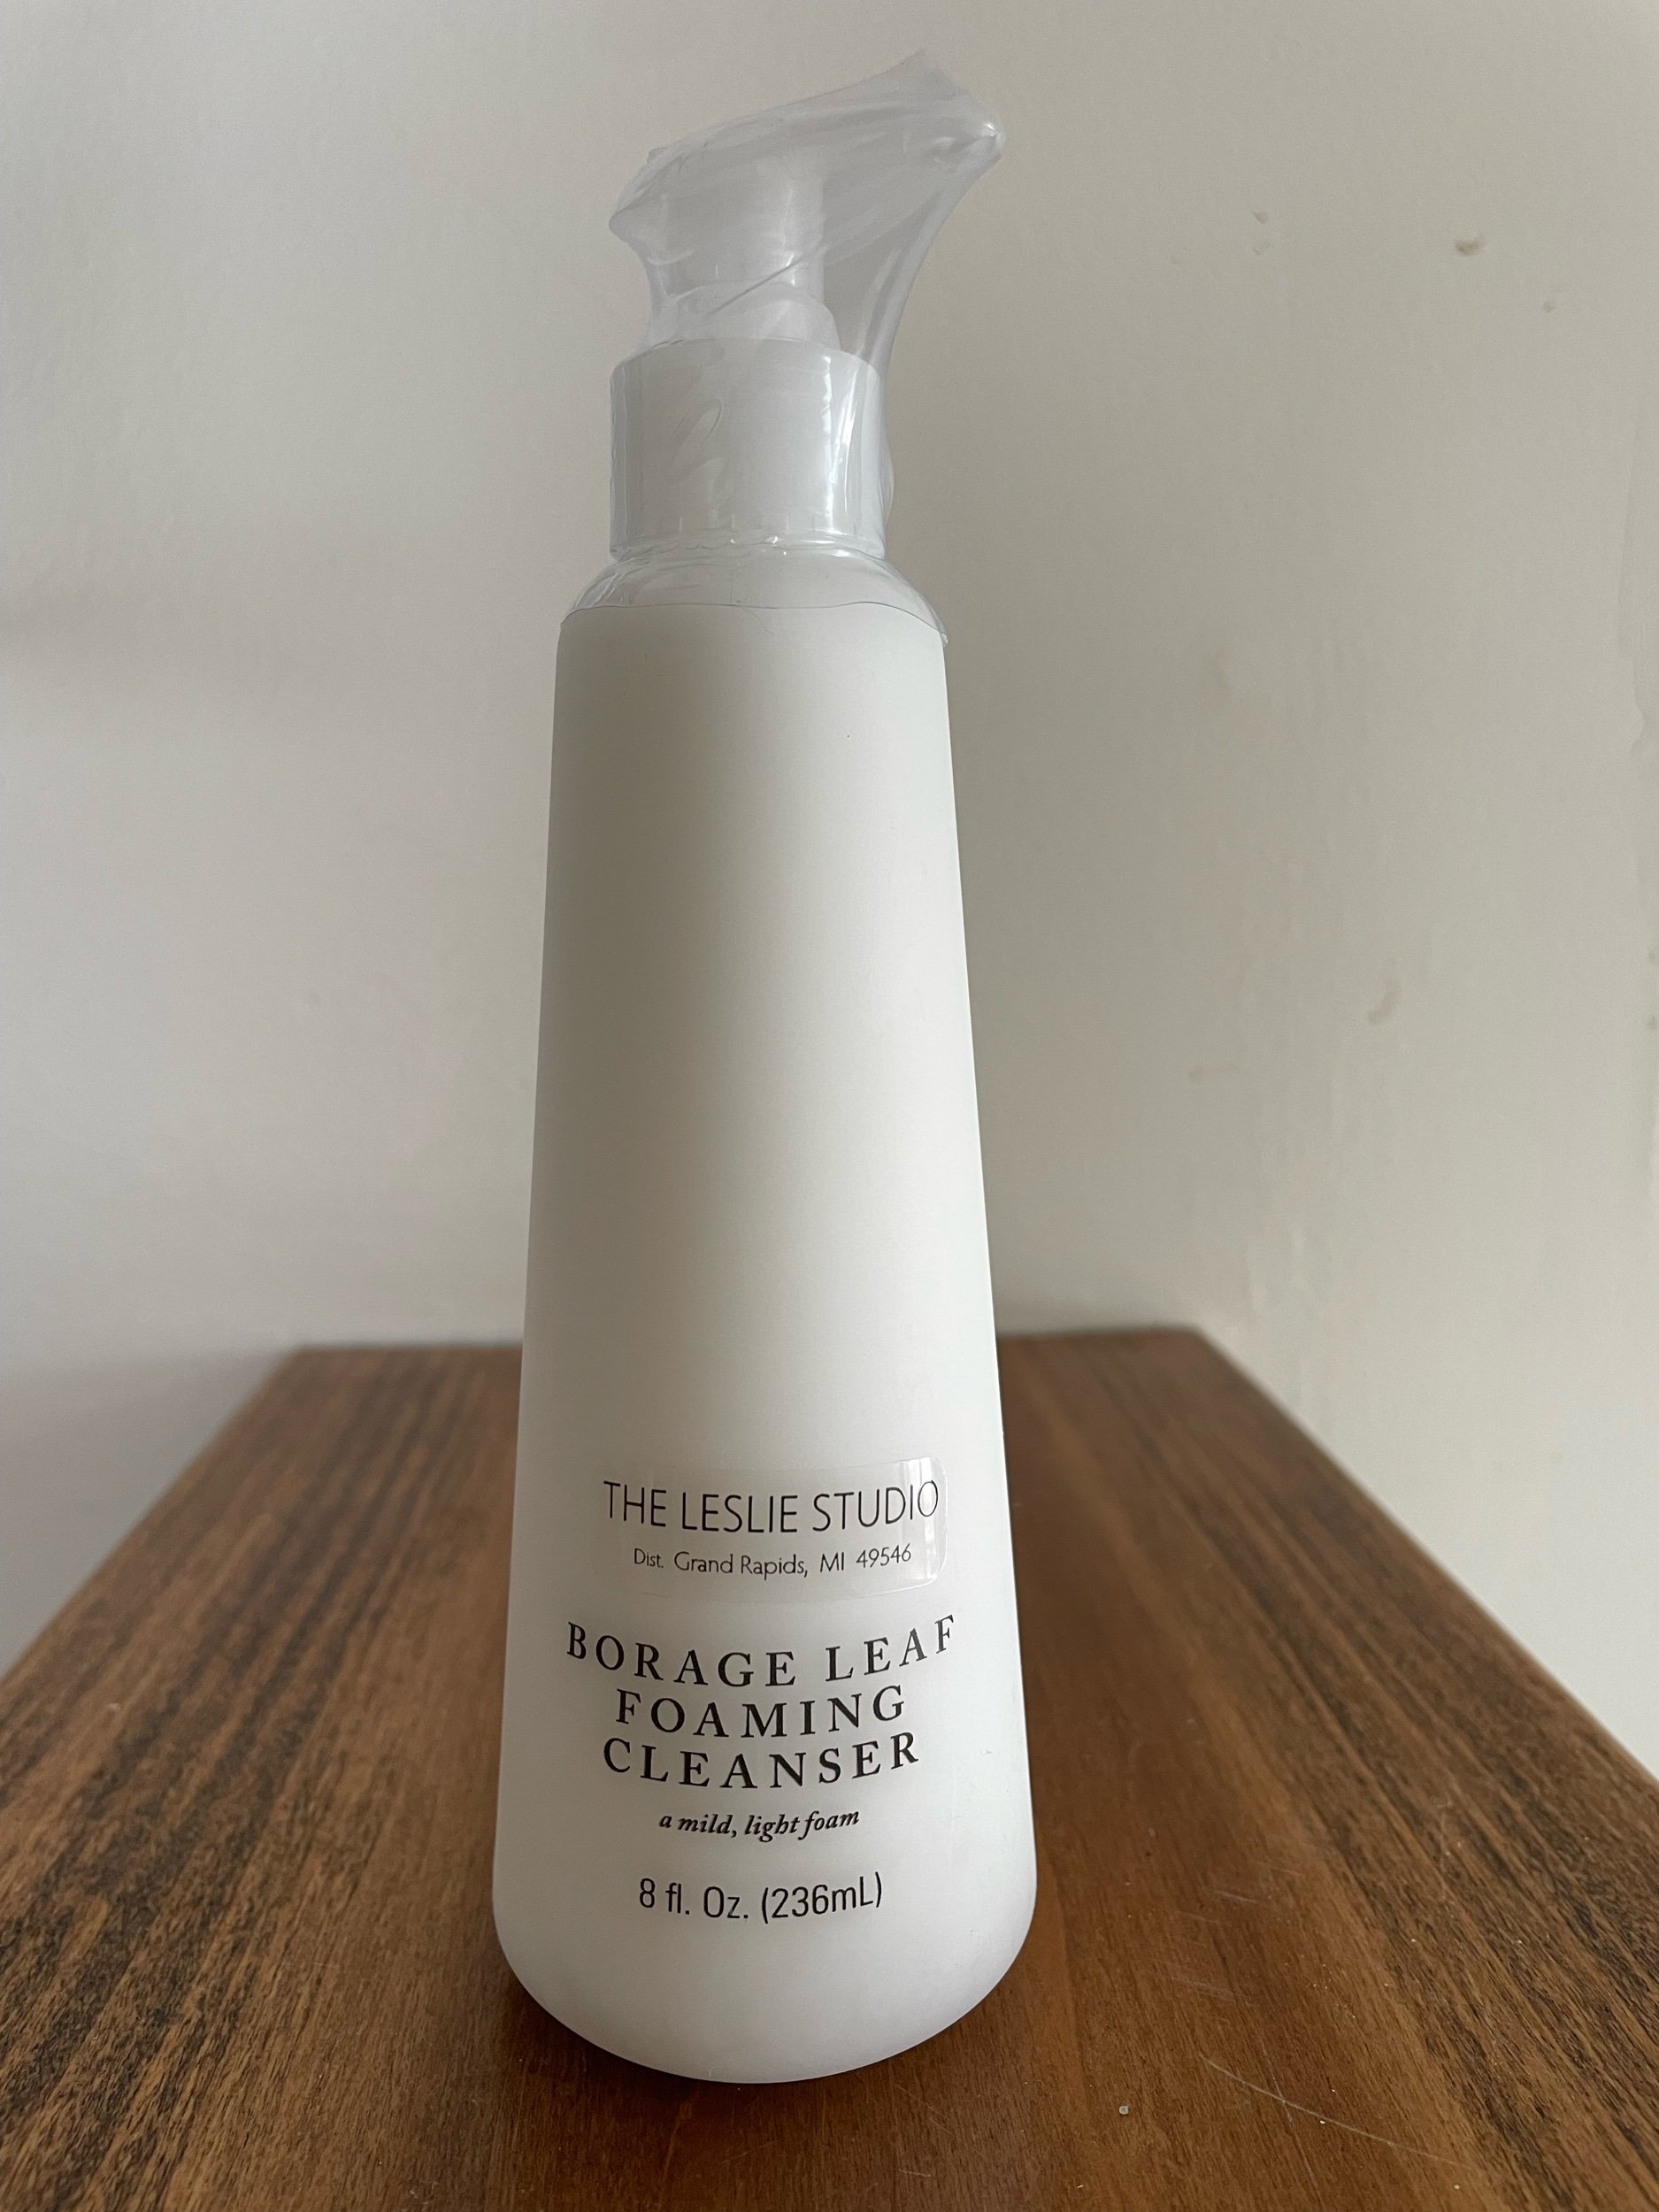 THE LESLIE STUDIO
Dist. Grand Rapids, MI 49546
BORAGE LEAF
FOAMING
CLEANSER
a mild, light foam
8 fl. Oz. (236mL)